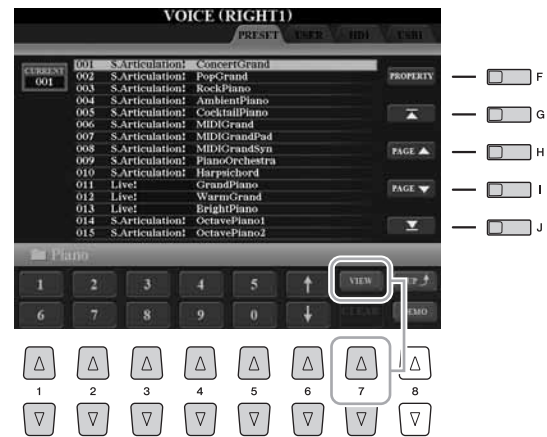 VOICE (RIGHT1)
PRESET USER HD1 USB1
CURRENT
001
001 S.Articulation! ConcertGrand
002 S.Articulation! PopGrand
003 S.Articulation! RockPiano
004 S.Articulation! AmbientPiano
005 S.Articulation! CocktailPiano
006 S.Articulation! MIDIGrand
007 S.Articulation! MIDIGrandPad
008 S.Articulation! MIDIGrandSyn
009 S.Articulation! PianoOrchestra
010 S.Articulation! Harpsichord
011 Live! GrandPiano
012 Live! WarmGrand
013 Live! BrightPiano
014 S.Articulation! OctavePiano1
015 S.Articulation! OctavePiano2
PROPERTY
PAGE
PAGE
F
G
H
I
J
Piano
1 2 3 4 5 VIEW
6 7 8 9 0 CLEAR DEMO
1 2 3 4 5 6 7 8